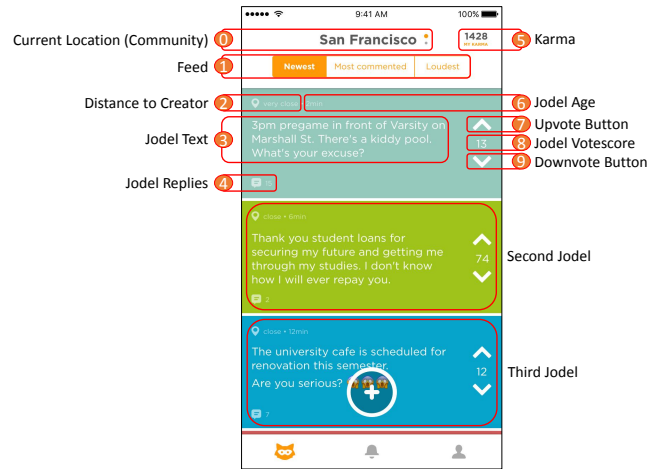 9:41 AM
100%
Current Location (Community) 0
San Francisco
1428
MY KARMA
5 Karma
Feed 1
Newest
Most commented
Loudest
Distance to Creator 2
very close • 2min
6 Jodel Age
Jodel Text 3
3pm pregame in front of Varsity on
Marshall St. There's a kiddy pool.
What's your excuse?
7 Upvote Button
13
8 Jodel Votescore
9 Downvote Button
Jodel Replies 4
close • 6min
Thank you student loans for
securing my future and getting me
through my studies. I don't know
how I will ever repay you.
74
Second Jodel
2
close • 12min
The university cafe is scheduled for
renovation this semester.
Are you serious? 😱😱😱
12
Third Jodel
7